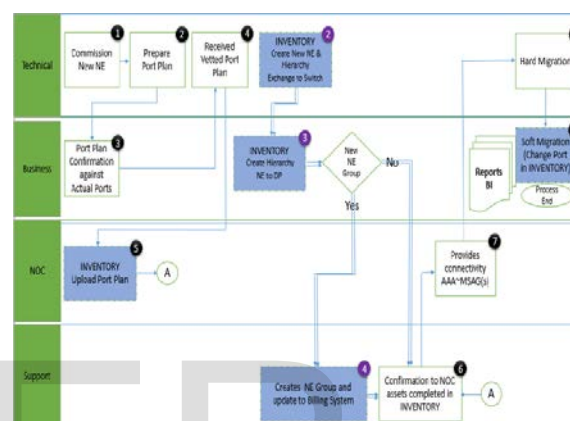 Technical
1
Commission
New NE
2
Prepare
Port Plan
4
Received
Vetted Port
Plan
2
INVENTORY
Create New NE &
Hierarchy
Exchange to Switch
Hard Migration
Business
3
Port Plan
Confirmation
against
Actual Ports
3
INVENTORY
Create Hierarchy
NE to DP
New
NE
Group
No
Yes
Reports
BI
Soft Migration
(Change Port
in INVENTORY)
Process
End
NOC
5
INVENTORY
Upload Port Plan
A
7
Provides
connectivity
AAA~MSAG(s)
Support
4
Creates NE Group and
update to Billing System
6
Confirmation to NOC
assets completed in
INVENTORY
A